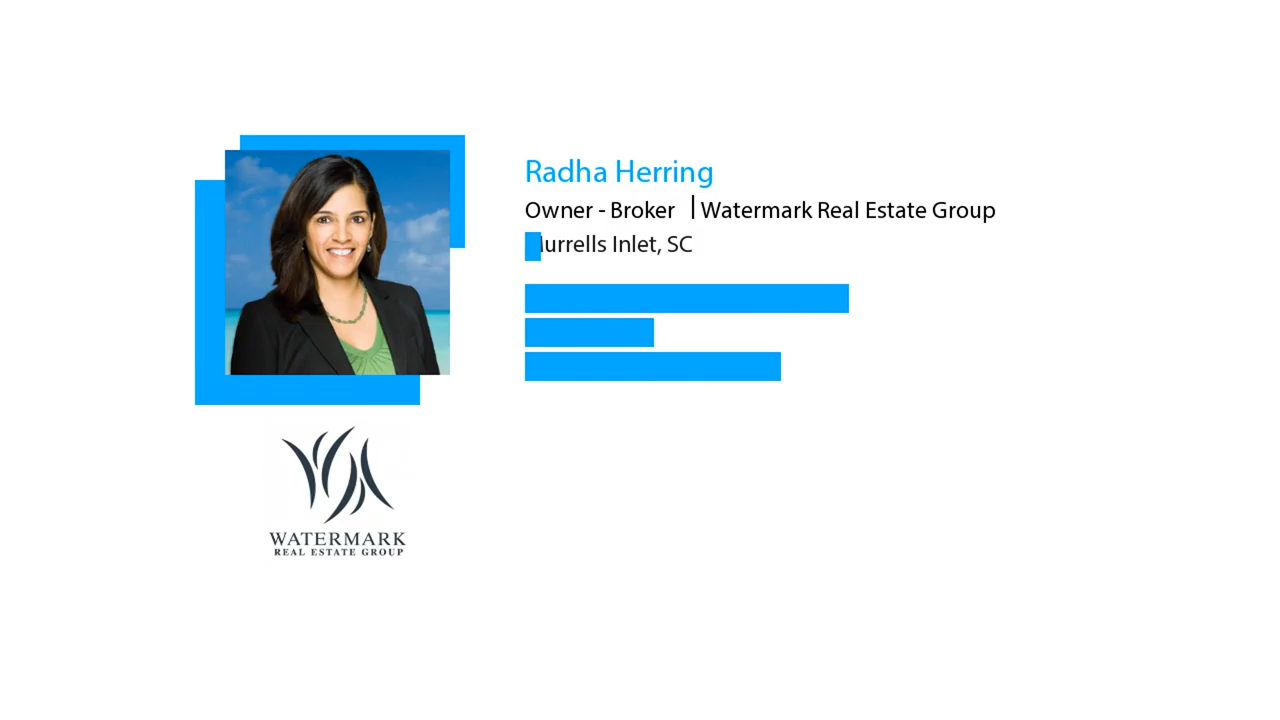 Radha Herring
Owner - Broker | Watermark Real Estate Group
urrells Inlet, SC
WATERMARK
REAL ESTATE GROUP